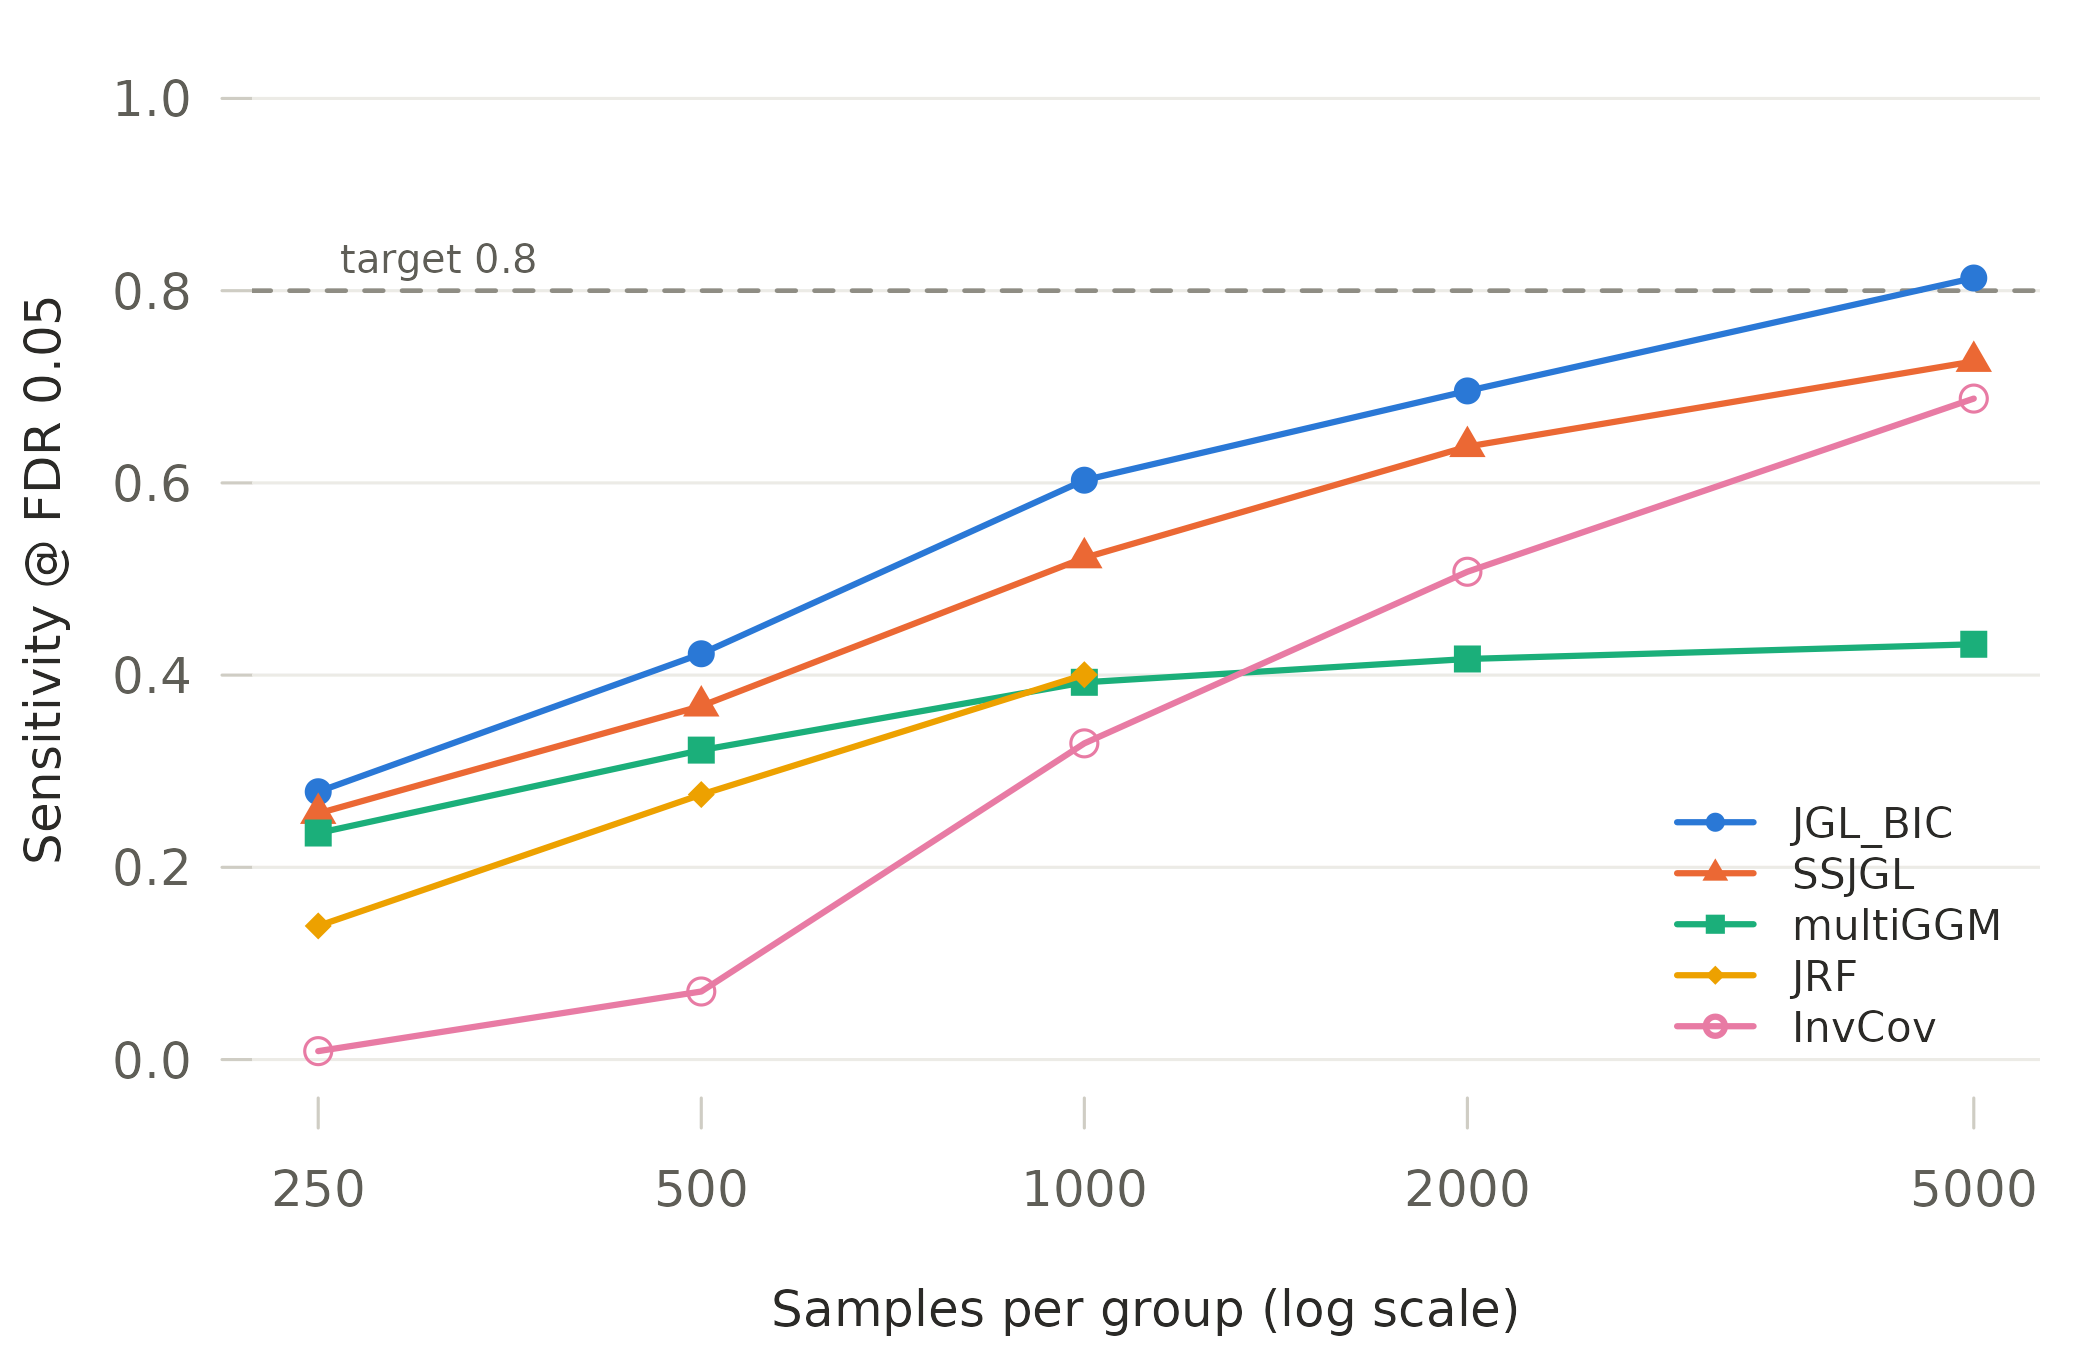 1.0
target 0.8
0.8
0.6
0.4
0.2
0.0
Sensitivity @ FDR 0.05
JGL_BIC
SSJGL
multiGGM
JRF
InvCov
250 500 1000 2000 5000
Samples per group (log scale)